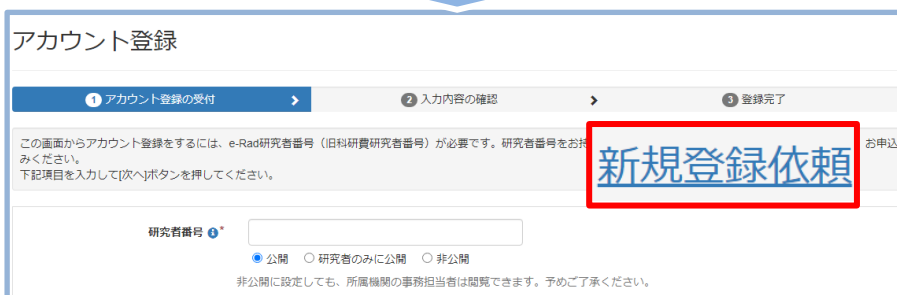 アカウント登録
1 アカウント登録の受付
2 入力内容の確認
3 登録完了
この画面からアカウント登録をするには、e-Rad研究者番号（旧科研費研究者番号）が必要です。研究者番号をお持 新規登録依頼 お申込
みください。
下記項目を入力して[次へ]ボタンを押してください。
研究者番号 *
公開 研究者のみに公開 非公開
非公開に設定しても、所属機関の事務担当者は閲覧できます。予めご了承ください。